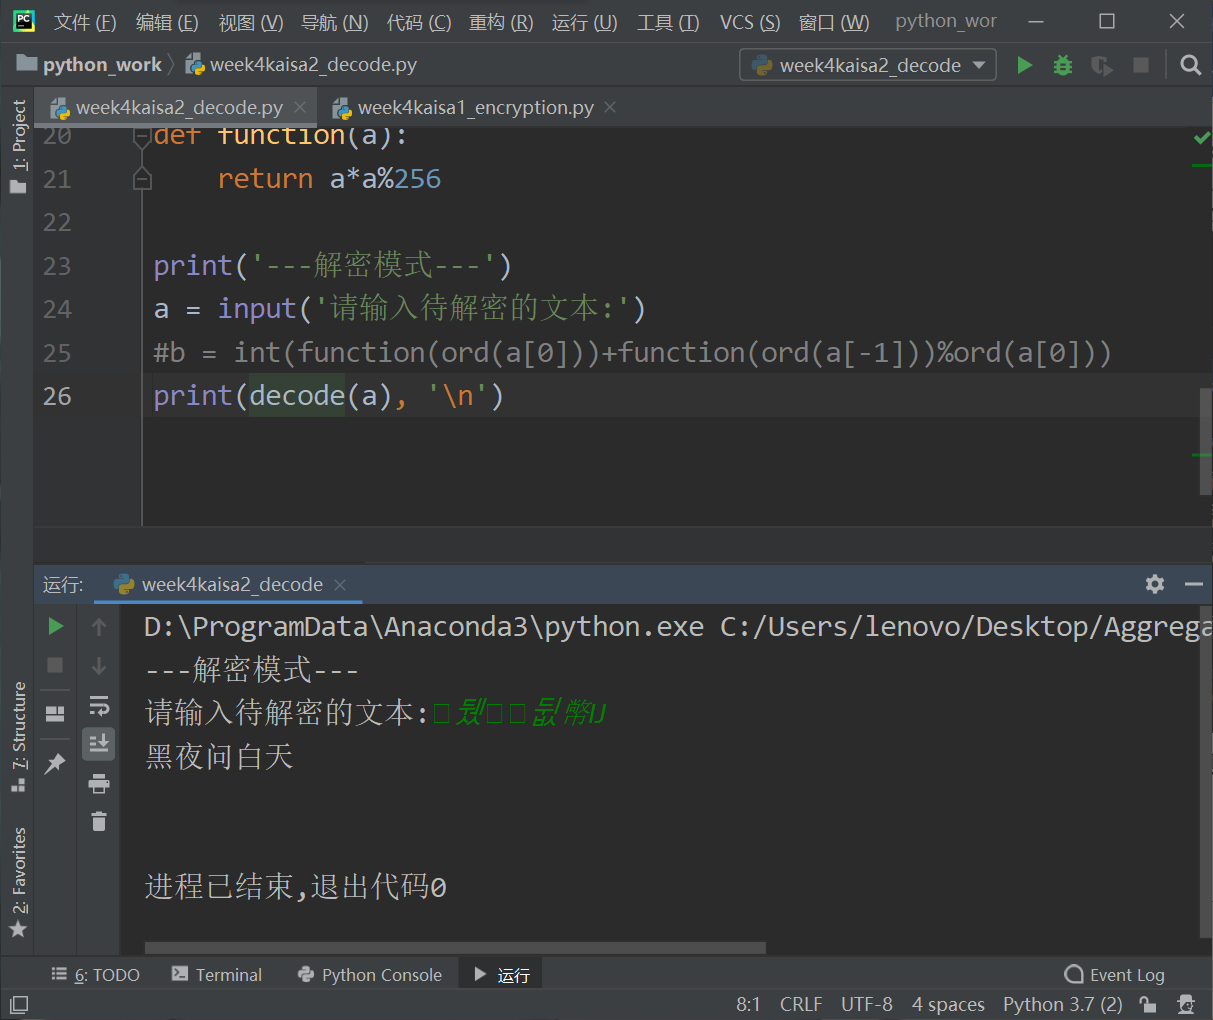 文件 (F) 编辑 (E) 视图 (V) 导航 (N) 代码 (C) 重构 (R) 运行 (U) 工具 (T) VCS (S) 窗口 (W) python_wor
python_work week4kaisa2_decode.py week4kaisa2_decode
week4kaisa2_decode.py week4kaisa1_encryption.py
1: Project
20 def function(a):
21 return a*a%256
22
23 print('---解密模式---')
24 a = input('请输入待解密的文本:')
25 #b = int(function(ord(a[0]))+function(ord(a[-1]))%ord(a[0]))
26 print(decode(a), '\n')
运行: week4kaisa2_decode
D:\ProgramData\Anaconda3\python.exe C:/Users/lenovo/Desktop/Aggrega
---解密模式---
请输入待解密的文本:
黑夜问白天
进程已结束,退出代码0
7: Structure
2: Favorites
6: TODO Terminal Python Console 运行 Event Log
8:1 CRLF UTF-8 4 spaces Python 3.7 (2)